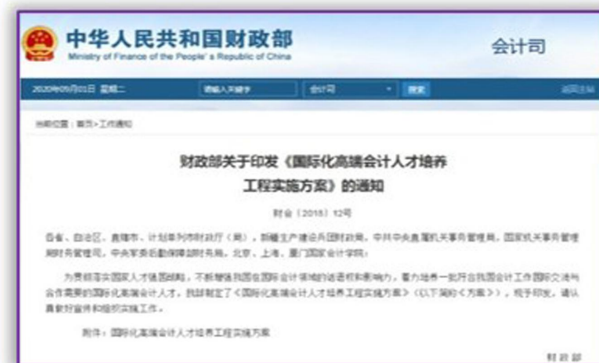 中华人民共和国财政部
Ministry of Finance of the People's Republic of China
会计司
2020年09月01日 星期二
请输入关键字
会计司
搜索
返回主站
当前位置：首页>工作通知
财政部关于印发《国际化高端会计人才培养
工程实施方案》的通知
财会〔2018〕12号
各省、自治区、直辖市、计划单列市财政厅（局），新疆生产建设兵团财政局，中共中央直属机关事务管理局，国家机关事务管理
局财务管理司，中央军委后勤保障部财务局，北京、上海、厦门国家会计学院：
为贯彻落实国家人才强国战略，不断增强我国在国际会计领域的话语权和影响力，着力培养一批符合我国会计工作国际交流与
合作需要的国际化高端会计人才，我部制定了《国际化高端会计人才培养工程实施方案》（以下简称《方案》），现予印发，请认
真做好宣传和组织实施工作。
附件：国际化高端会计人才培养工程实施方案
财 政 部